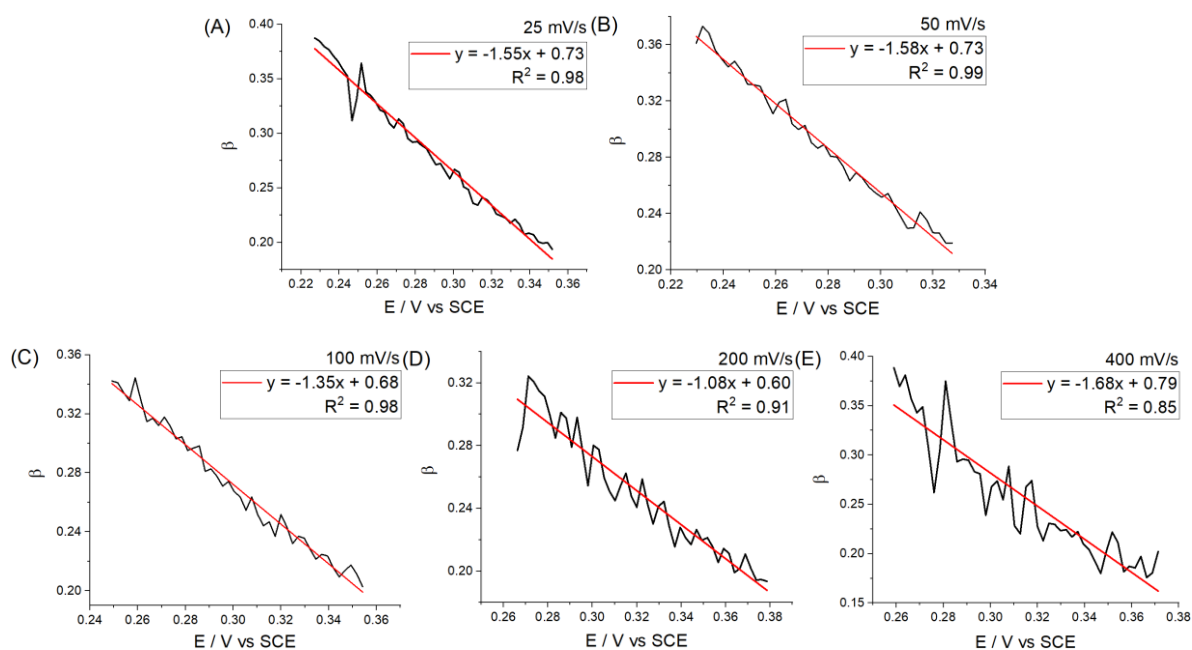 (A)
25 mV/s
y = -1.55x + 0.73
R² = 0.98
0.40
0.35
0.30
0.25
0.20
β
0.22 0.24 0.26 0.28 0.30 0.32 0.34 0.36
E / V vs SCE
(B)
50 mV/s
y = -1.58x + 0.73
R² = 0.99
0.36
0.32
0.28
0.24
0.20
β
0.22 0.24 0.26 0.28 0.30 0.32 0.34
E / V vs SCE
(C)
100 mV/s
y = -1.35x + 0.68
R² = 0.98
0.36
0.32
0.28
0.24
0.20
β
0.24 0.26 0.28 0.30 0.32 0.34 0.36
E / V vs SCE
(D)
200 mV/s
y = -1.08x + 0.60
R² = 0.91
0.32
0.28
0.24
0.20
β
0.26 0.28 0.30 0.32 0.34 0.36 0.38
E / V vs SCE
(E)
400 mV/s
y = -1.68x + 0.79
R² = 0.85
0.40
0.35
0.30
0.25
0.20
0.15
β
0.26 0.28 0.30 0.32 0.34 0.36 0.38
E / V vs SCE